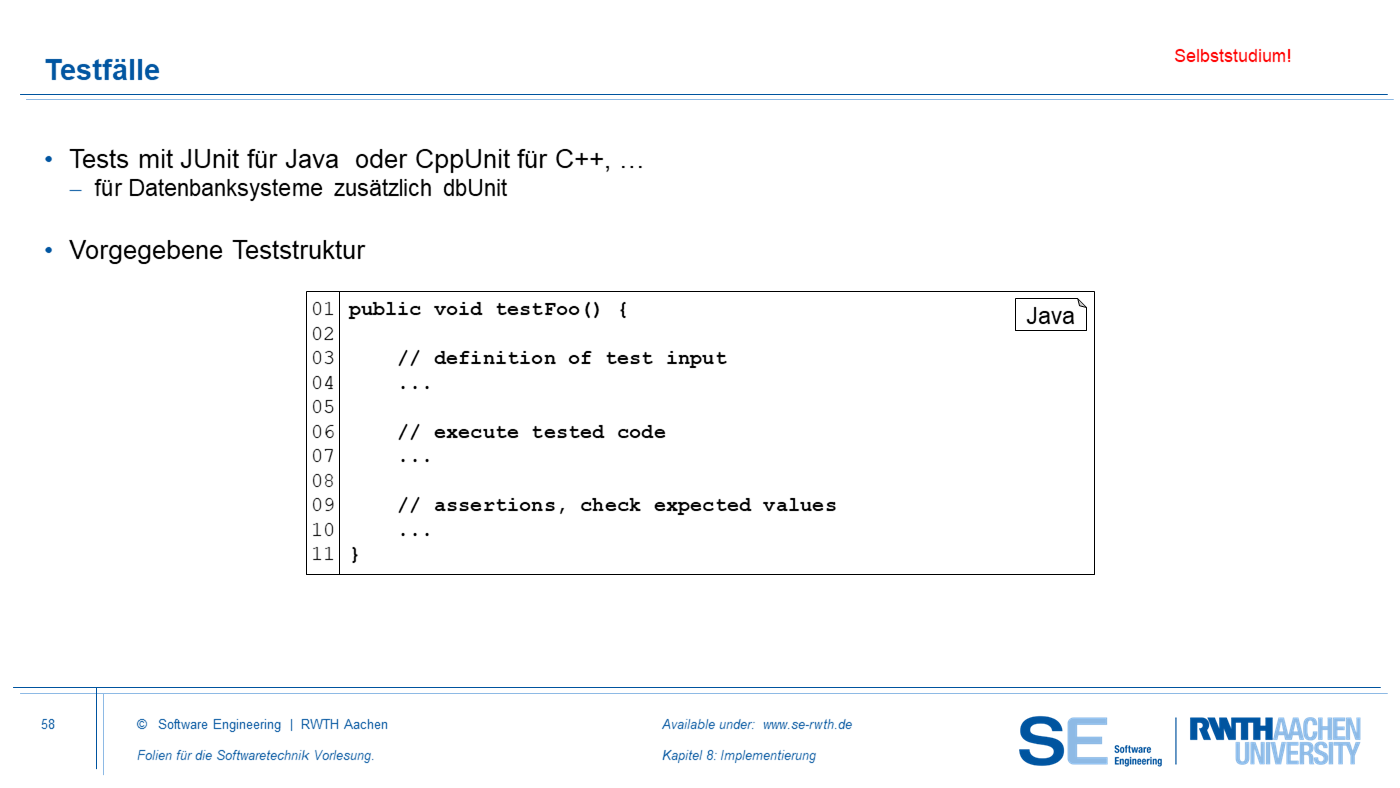 Testfälle
Selbststudium!
• Tests mit JUnit für Java oder CppUnit für C++, …
– für Datenbanksysteme zusätzlich dbUnit
• Vorgegebene Teststruktur
Java
01 public void testFoo() {
02
03     // definition of test input
04     ...
05
06     // execute tested code
07     ...
08
09     // assertions, check expected values
10     ...
11 }
58
© Software Engineering | RWTH Aachen
Folien für die Softwaretechnik Vorlesung.
Available under: www.se-rwth.de
Kapitel 8: Implementierung
SE Software
Engineering
RWTHAACHEN
UNIVERSITY